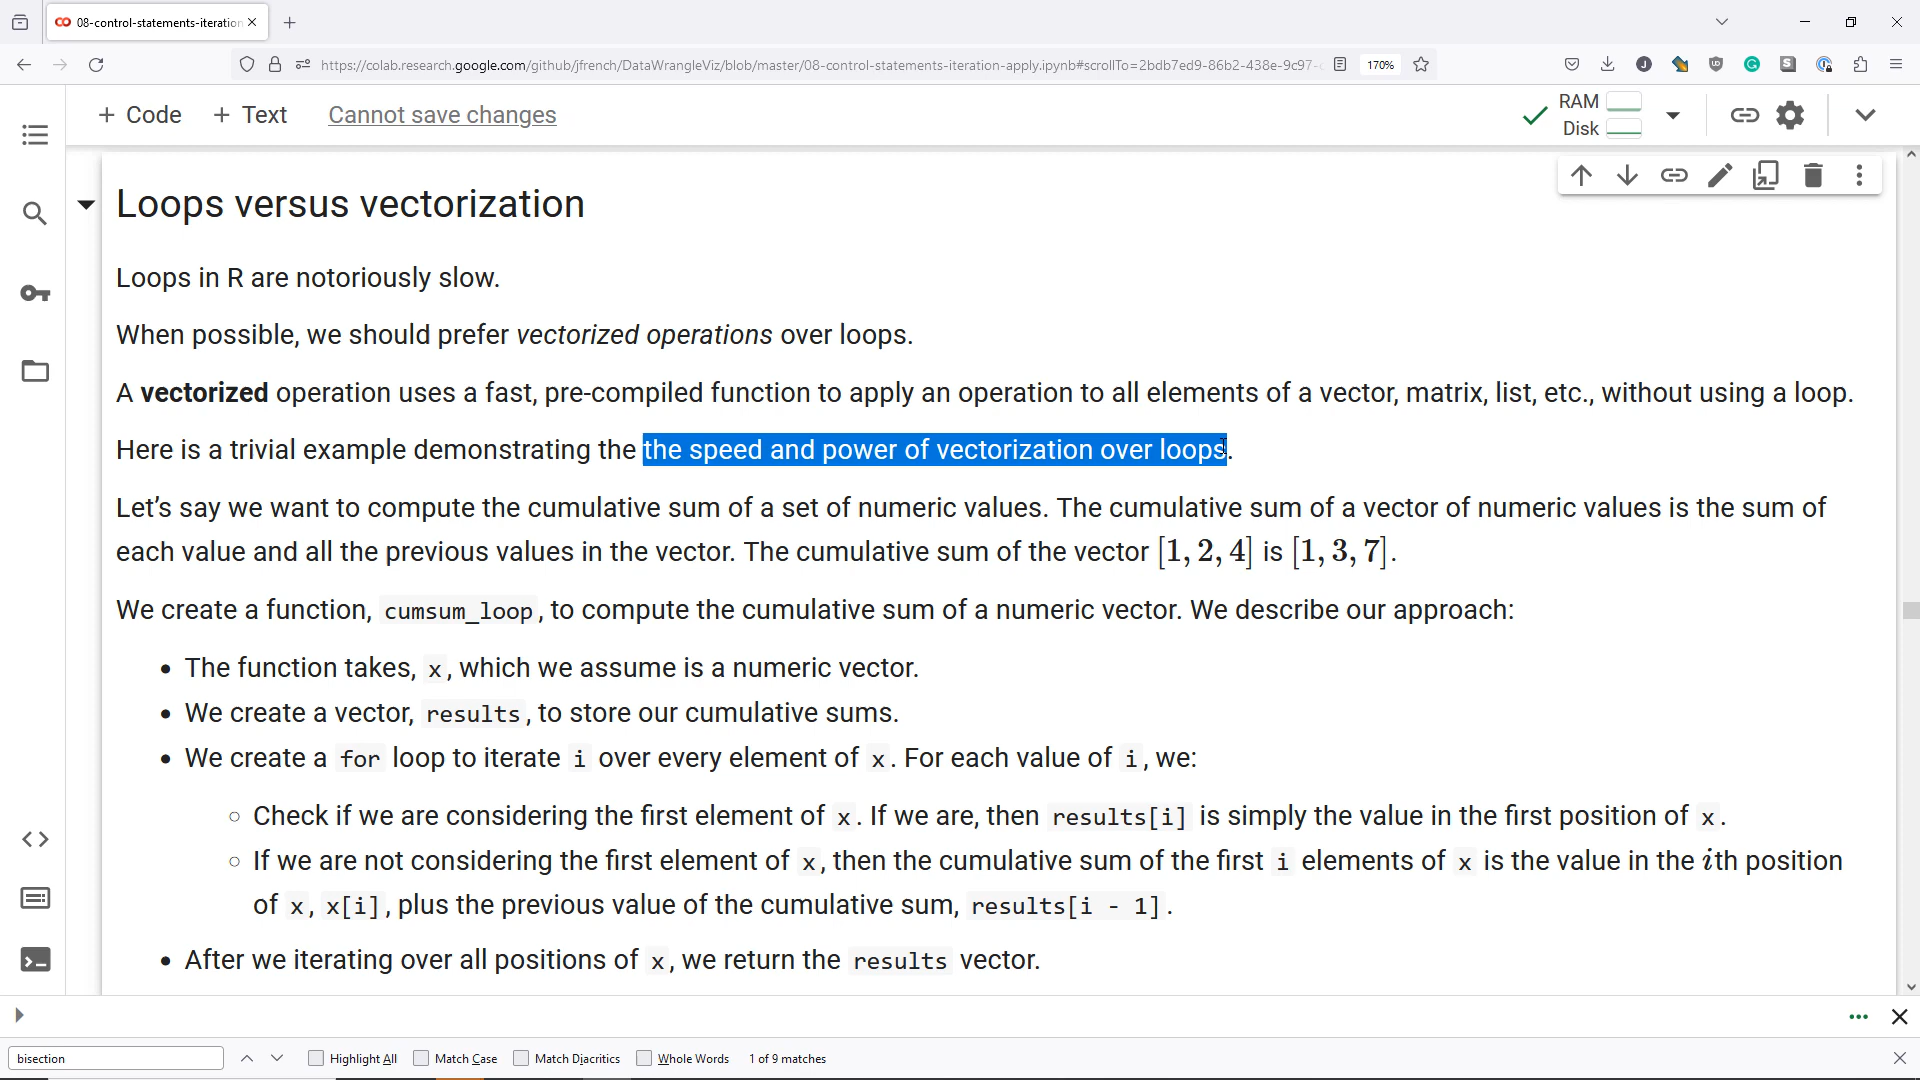 08-control-statements-iteration
https://colab.research.google.com/github/jfrench/DataWrangleViz/blob/master/08-control-statements-iteration-apply.ipynb#scrollTo=2bdb7ed9-86b2-438e-9c97-
170%
+ Code + Text Cannot save changes
RAM
Disk
Loops versus vectorization
Loops in R are notoriously slow.
When possible, we should prefer vectorized operations over loops.
A vectorized operation uses a fast, pre-compiled function to apply an operation to all elements of a vector, matrix, list, etc., without using a loop.
Here is a trivial example demonstrating the the speed and power of vectorization over loops.
Let’s say we want to compute the cumulative sum of a set of numeric values. The cumulative sum of a vector of numeric values is the sum of
each value and all the previous values in the vector. The cumulative sum of the vector [1, 2, 4] is [1, 3, 7].
We create a function, cumsum_loop, to compute the cumulative sum of a numeric vector. We describe our approach:
• The function takes, x, which we assume is a numeric vector.
• We create a vector, results, to store our cumulative sums.
• We create a for loop to iterate i over every element of x. For each value of i, we:
◦ Check if we are considering the first element of x. If we are, then results[i] is simply the value in the first position of x.
◦ If we are not considering the first element of x, then the cumulative sum of the first i elements of x is the value in the ith position
of x, x[i], plus the previous value of the cumulative sum, results[i - 1].
• After we iterating over all positions of x, we return the results vector.
bisection
Highlight All
Match Case
Match Diacritics
Whole Words
1 of 9 matches